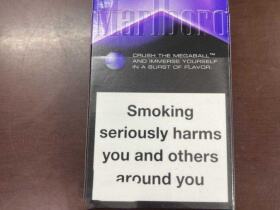 Marlboro
CRUSH THE MEGABALL™
AND IMMERSE YOURSELF
IN A BURST OF FLAVOR.
Smoking
seriously harms
you and others
around you